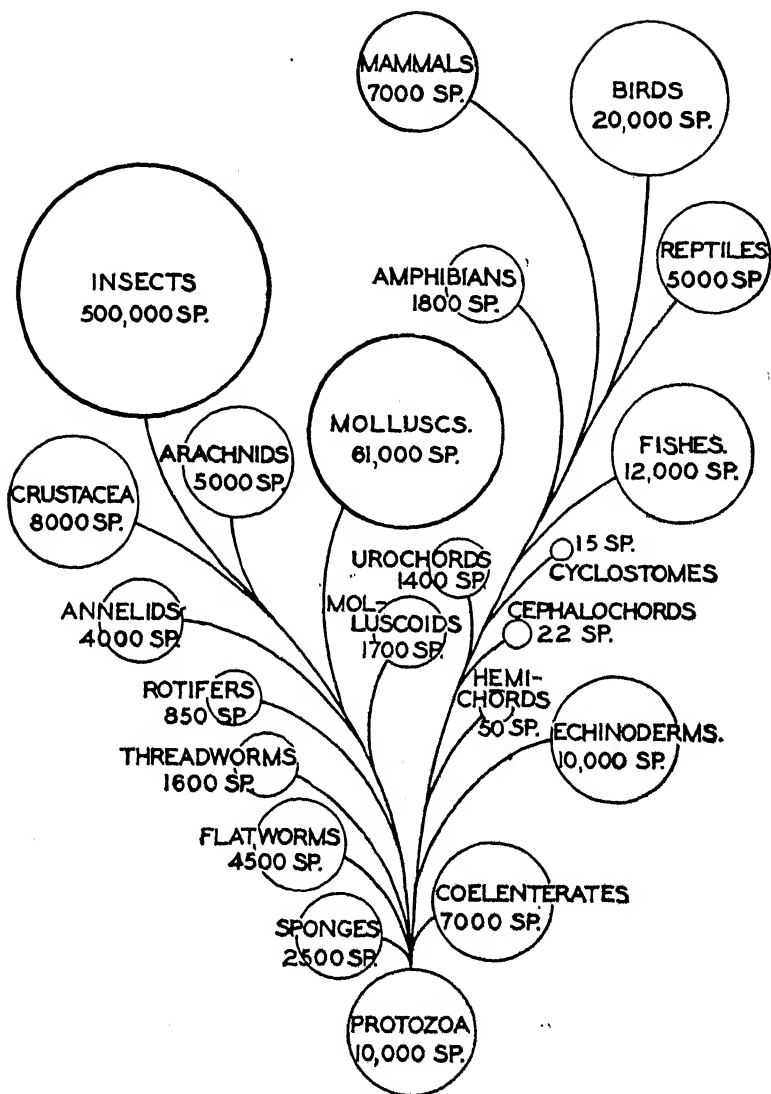 MAMMALS
7000 SP.
BIRDS
20,000 SP.
INSECTS
500,000 SP.
AMPHIBIANS
1800 SP.
REPTILES
5000 SP
MOLLUSCS.
61,000 SP.
FISHES.
12,000 SP.
ARACHNIDS
5000 SP.
CRUSTACEA
8000 SP.
UROCHORDS
1400 SP.
15 SP.
CYCLOSTOMES
ANNELIDS
4000 SP.
MOL-
LUSCOIDS
1700 SP.
CEPHALOCHORDS
22 SP.
ROTIFERS
850 SP
HEMI-
CHORDS
50 SP.
ECHINODERMS.
10,000 SP.
THREADWORMS
1600 SP.
FLATWORMS
4500 SP.
COELENTERATES
7000 SP.
SPONGES
2500 SP.
PROTOZOA
10,000 SP.